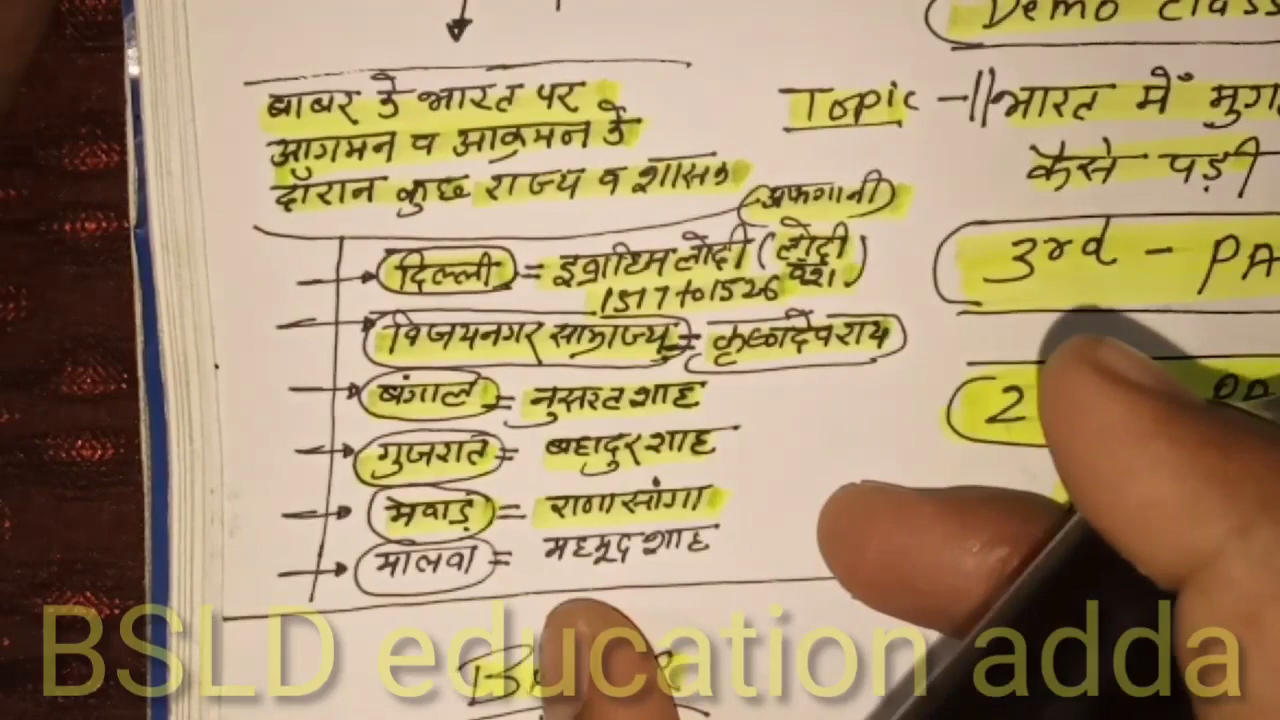 बाबर के भारत पर
आगमन व आक्रमन के
दौरान कुछ राज्य व शासक
(अफगानी)
दिल्ली = इब्राहिम लोदी (लोदी वंश)
1517 to 1526
विजयनगर साम्राज्य = कृष्णदेवराय
बंगाल = नुसरत शाह
गुजरात = बहादुर शाह
मेवाड़ = राणा सांगा
मालवा = महमूद शाह
Demo class
Topic - भारत में मुग
कैसे पड़ी
3rd - PA
2
BSLD education adda